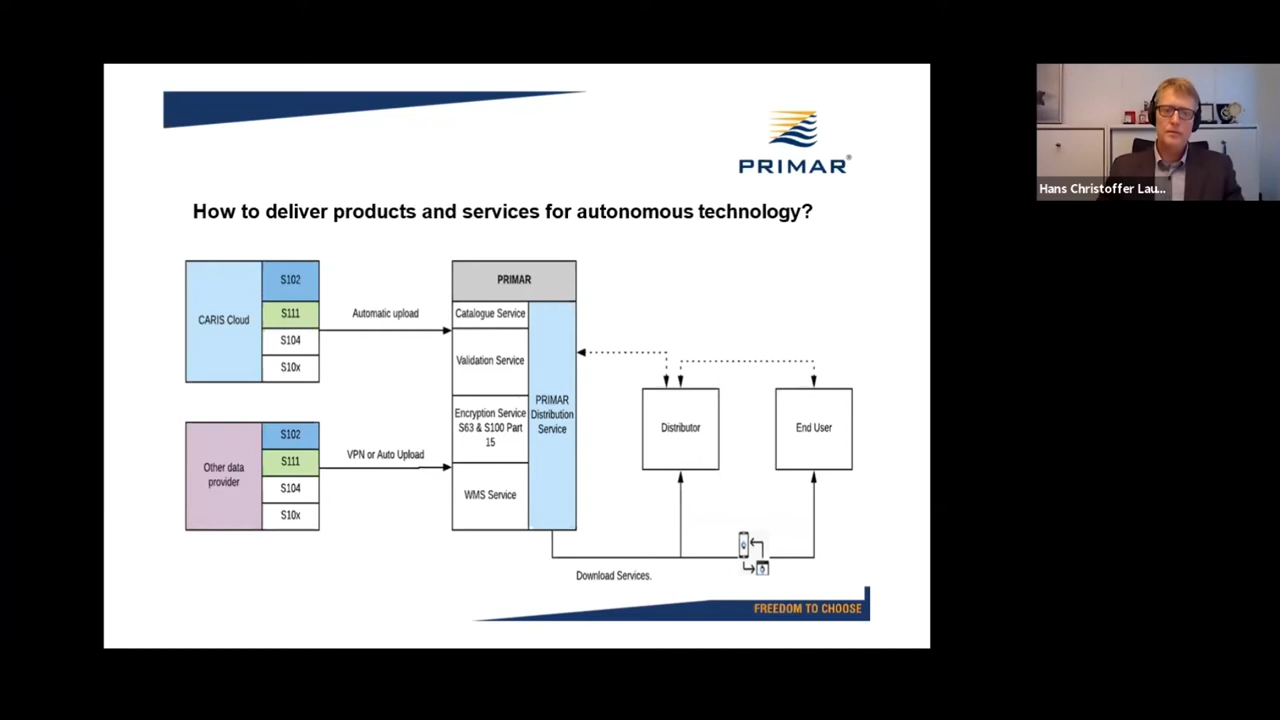 PRIMAR®
Hans Christoffer Lau...
How to deliver products and services for autonomous technology?
CARIS Cloud
S102
S111
S104
S10x
Automatic upload
Other data
provider
S102
S111
S104
S10x
VPN or Auto Upload
PRIMAR
Catalogue Service
Validation Service
Encryption Service
S63 & S100 Part
15
WMS Service
PRIMAR
Distribution
Service
Distributor
End User
Download Services.
FREEDOM TO CHOOSE